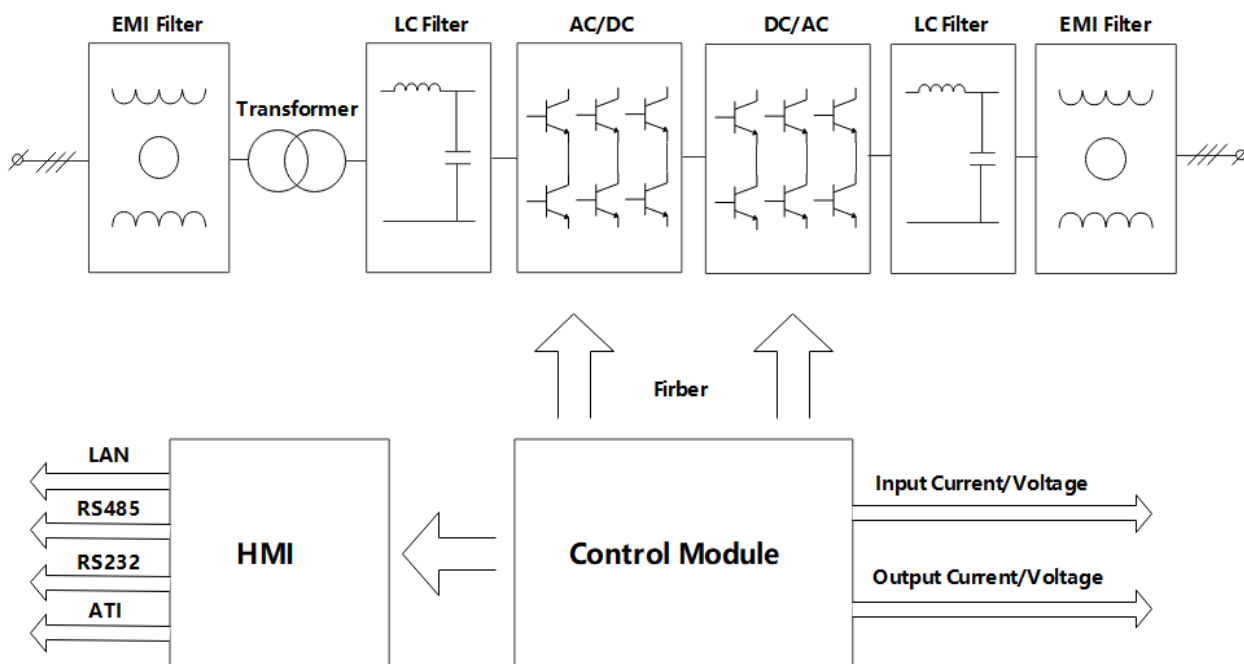 EMI Filter
LC Filter
AC/DC
DC/AC
LC Filter
EMI Filter
Transformer
Firber
LAN
RS485
RS232
ATI
HMI
Control Module
Input Current/Voltage
Output Current/Voltage